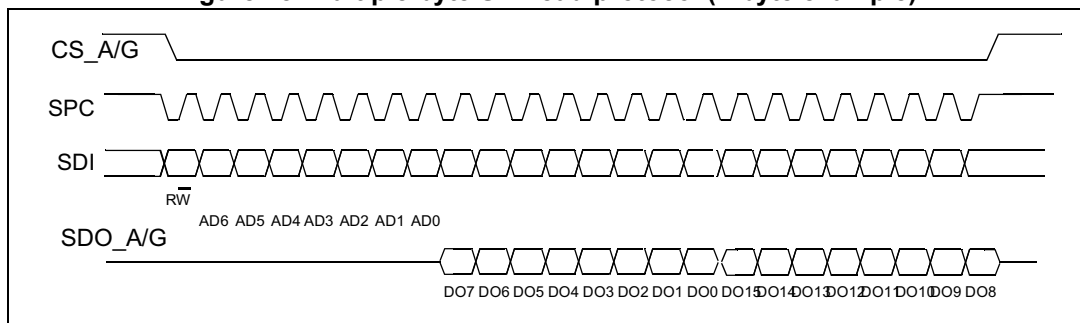 CS_A/G
SPC
SDI
RW
AD6 AD5 AD4 AD3 AD2 AD1 AD0
SDO_A/G
DO7 DO6 DO5 DO4 DO3 DO2 DO1 DO0 DO15 DO14 DO13 DO12 DO11 DO10 DO9 DO8